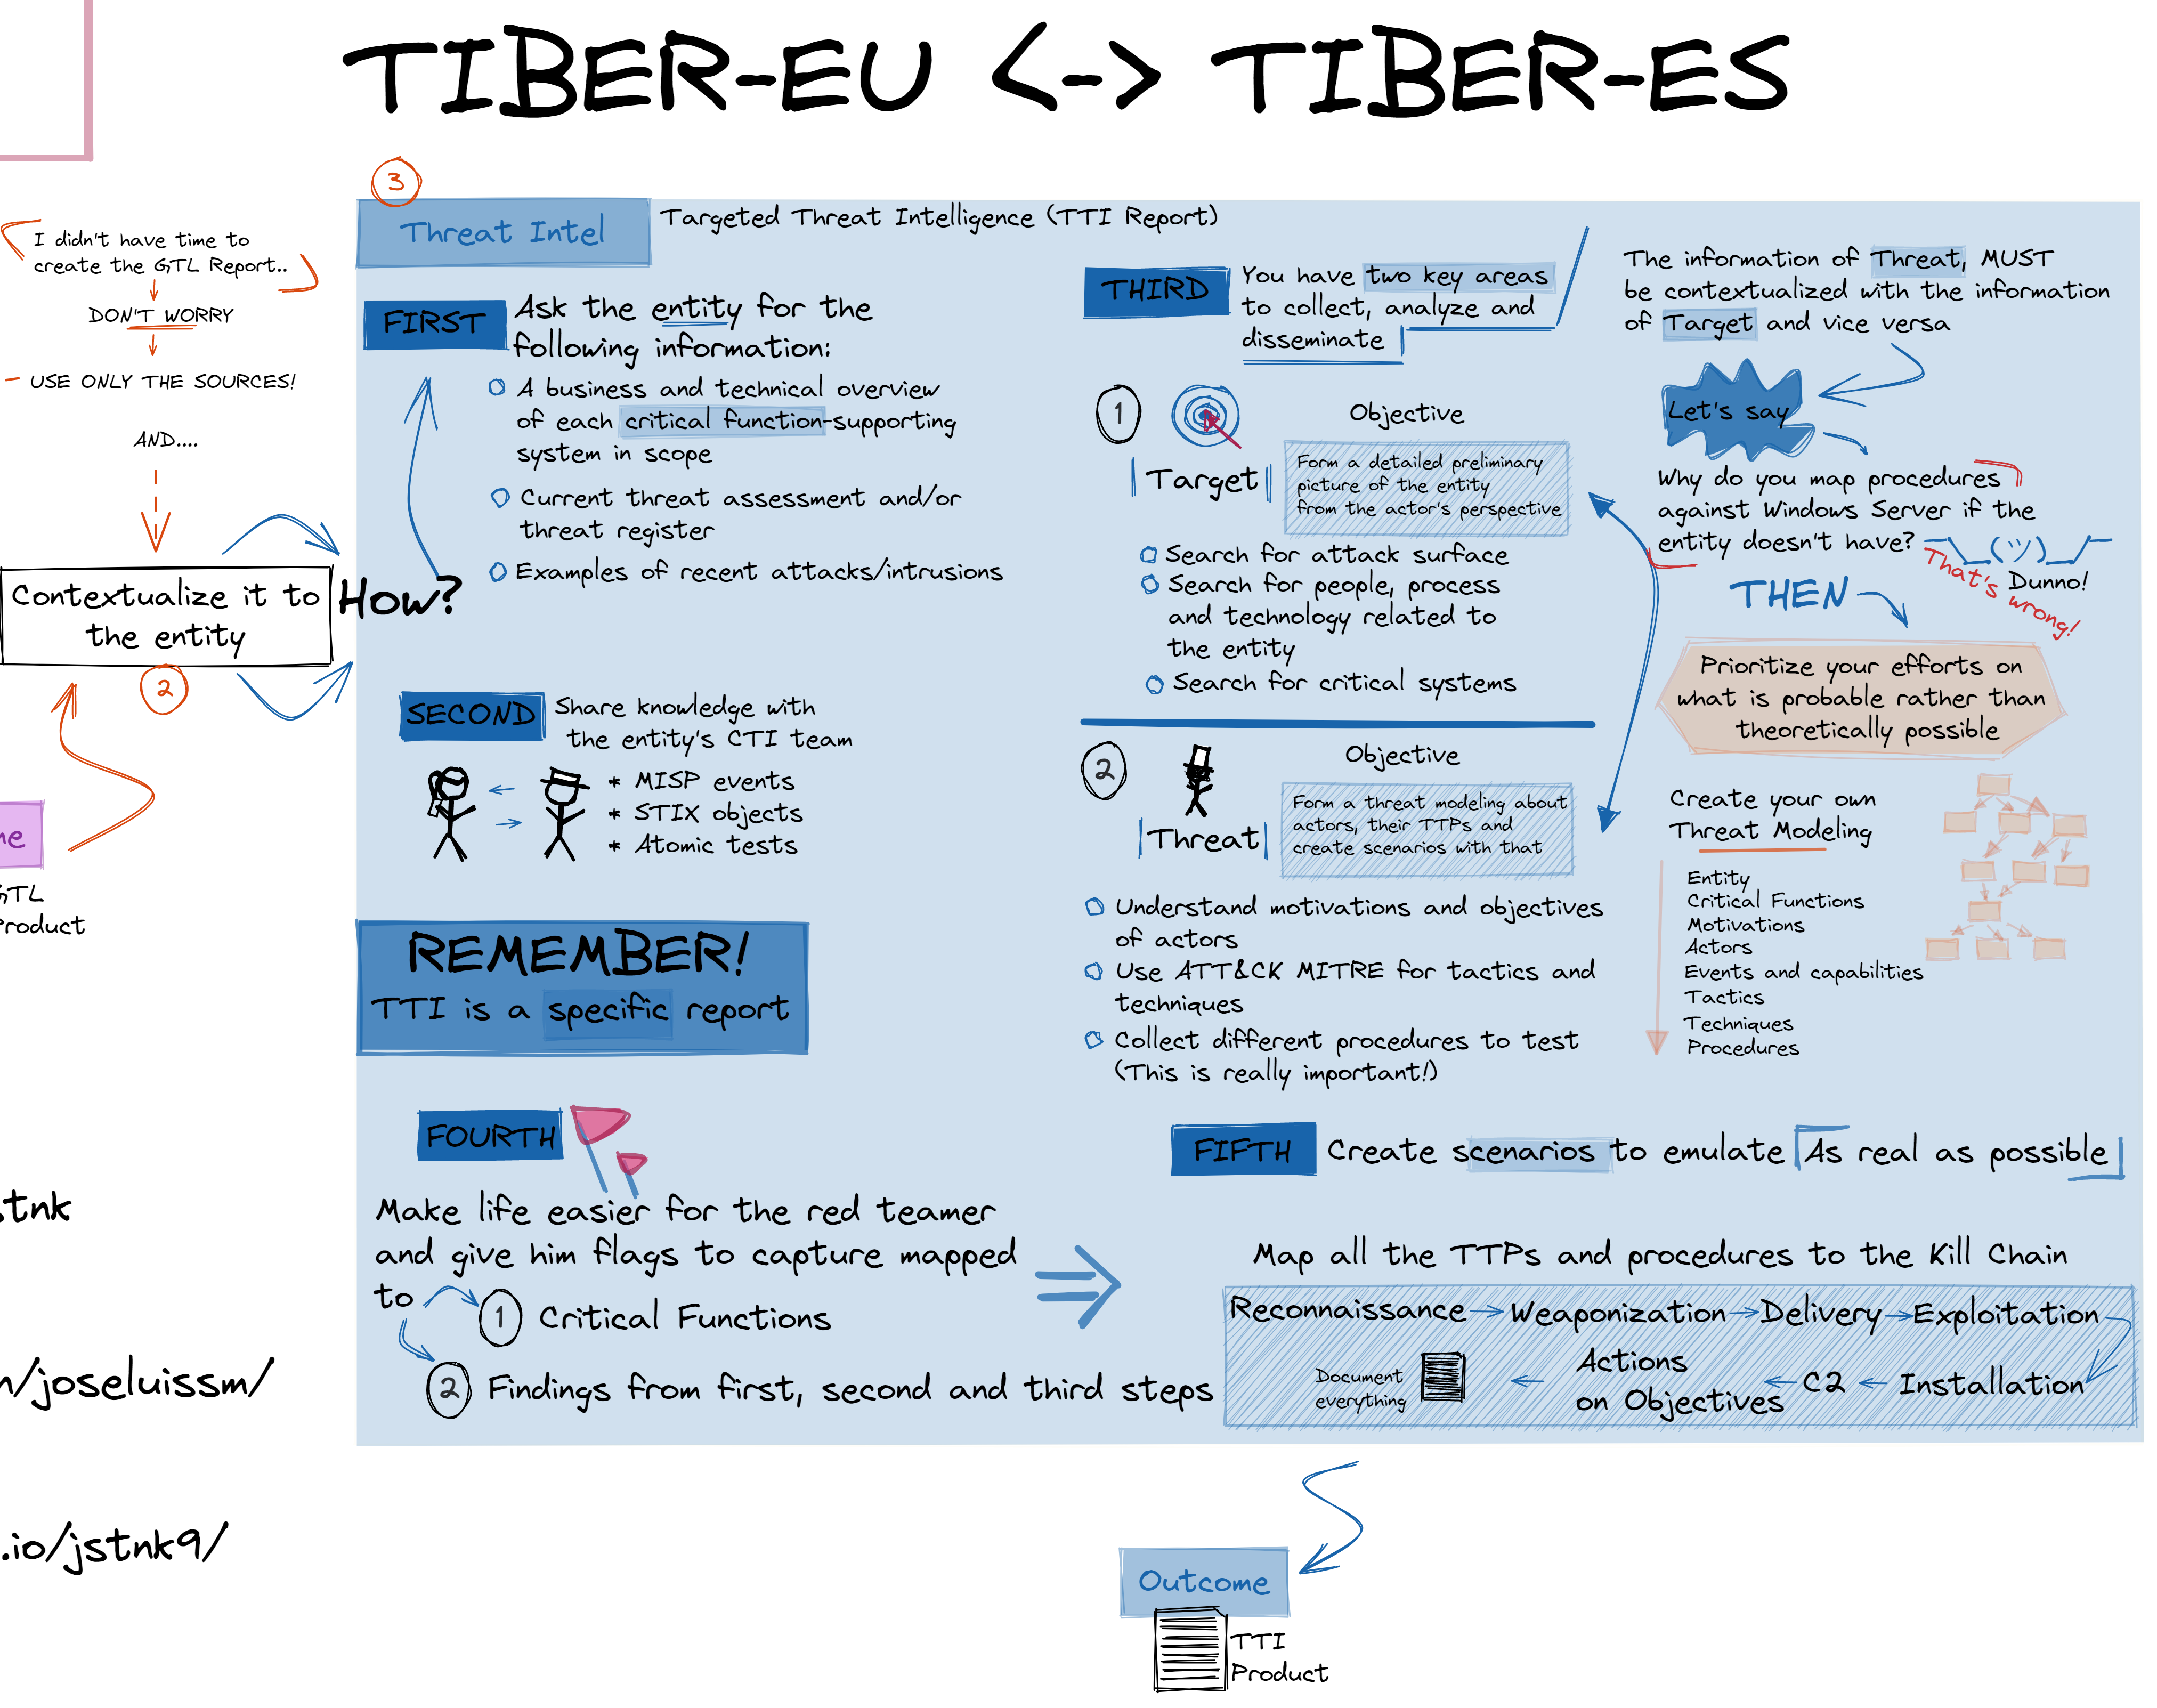 TIBER-EU <-> TIBER-ES
I didn't have time to
create the GTL Report..
DON'T WORRY
USE ONLY THE SOURCES!
AND....
Contextualize it to
the entity
2
How?
GTL
Product
3
Threat Intel
Targeted Threat Intelligence (TTI Report)
FIRST
Ask the entity for the
following information:
A business and technical overview
of each critical function-supporting
system in scope
Current threat assessment and/or
threat register
Examples of recent attacks/intrusions
SECOND
Share knowledge with
the entity's CTI team
* MISP events
* STIX objects
* Atomic tests
REMEMBER!
TTI is a specific report
THIRD
You have two key areas
to collect, analyze and
disseminate
1
Target
Objective
Form a detailed preliminary
picture of the entity
from the actor's perspective
Search for attack surface
Search for people, process
and technology related to
the entity
Search for critical systems
2
Threat
Objective
Form a threat modeling about
actors, their TTPs and
create scenarios with that
Understand motivations and objectives
of actors
Use ATT&CK MITRE for tactics and
techniques
Collect different procedures to test
(This is really important!)
The information of Threat, MUST
be contextualized with the information
of Target and vice versa
Let's say
Why do you map procedures
against Windows Server if the
entity doesn't have?
¯\_(ツ)_/¯
Dunno!
That's wrong!
THEN
Prioritize your efforts on
what is probable rather than
theoretically possible
Create your own
Threat Modeling
Entity
Critical Functions
Motivations
Actors
Events and capabilities
Tactics
Techniques
Procedures
FOURTH
Make life easier for the red teamer
and give him flags to capture mapped
to
1 Critical Functions
2 Findings from first, second and third steps
FIFTH
Create scenarios to emulate As real as possible
Map all the TTPs and procedures to the Kill Chain
Reconnaissance Weaponization Delivery Exploitation
Installation
C2
Actions
on Objectives
Document
everything
Outcome
TTI
Product
/joseluissm/
.io/jstnk9/